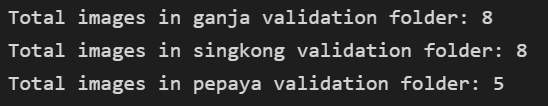 Total images in ganja validation folder: 8
Total images in singkong validation folder: 8
Total images in pepaya validation folder: 5